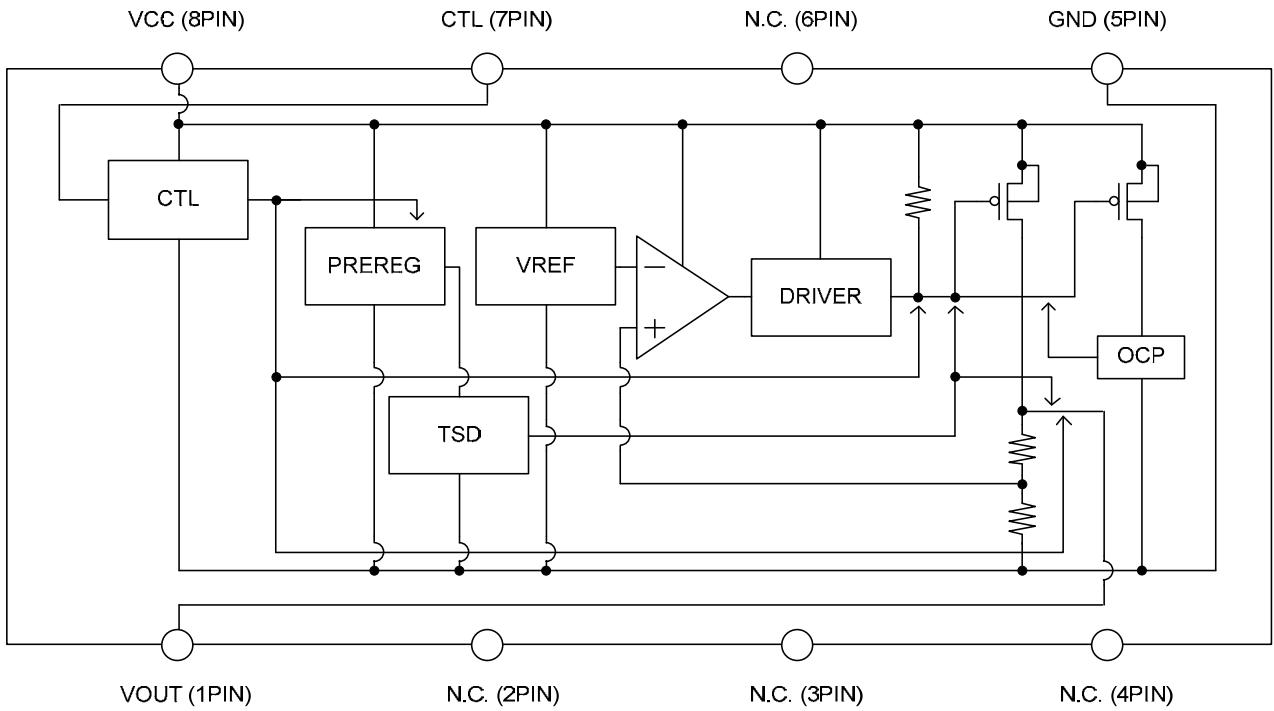 VCC (8PIN)
CTL (7PIN)
N.C. (6PIN)
GND (5PIN)
CTL
PREREG
VREF
DRIVER
OCP
TSD
VOUT (1PIN)
N.C. (2PIN)
N.C. (3PIN)
N.C. (4PIN)